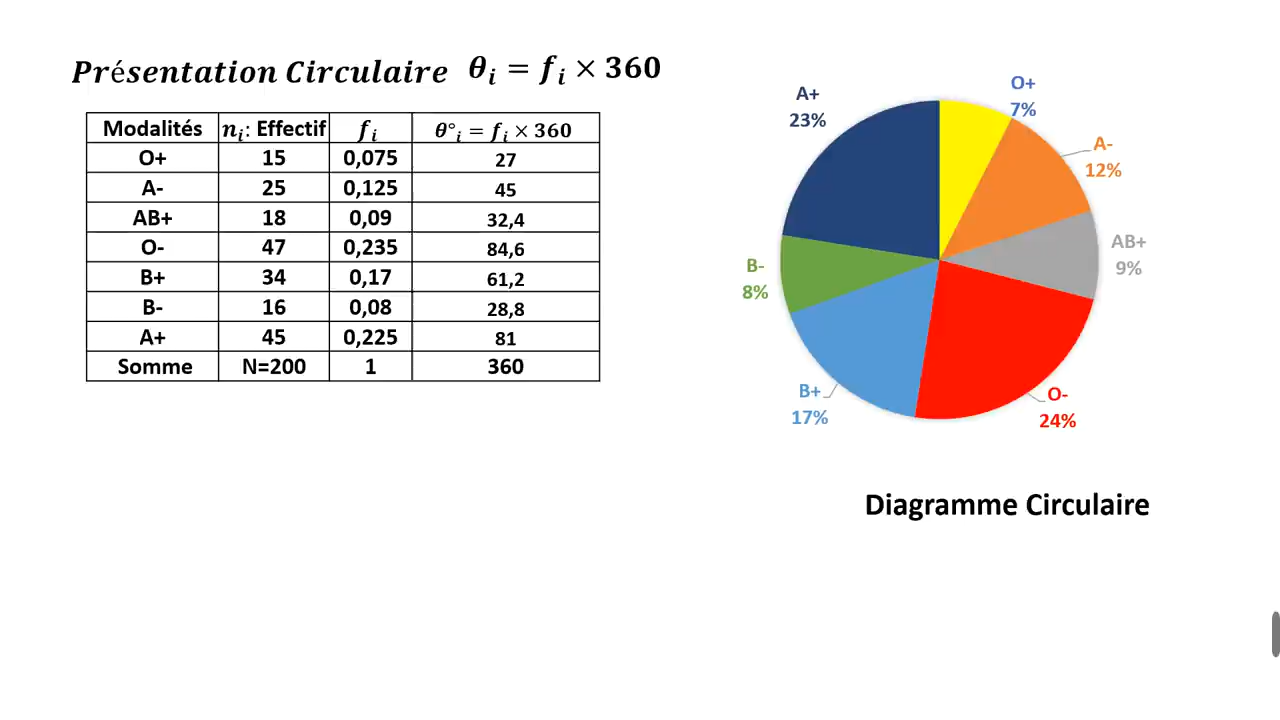 Présentation Circulaire θi = fi × 360
Modalités ni: Effectif fi θ°i = fi × 360
O+ 15 0,075 27
A- 25 0,125 45
AB+ 18 0,09 32,4
O- 47 0,235 84,6
B+ 34 0,17 61,2
B- 16 0,08 28,8
A+ 45 0,225 81
Somme N=200 1 360
O+
7%
A-
12%
AB+
9%
O-
24%
B+
17%
B-
8%
A+
23%
Diagramme Circulaire